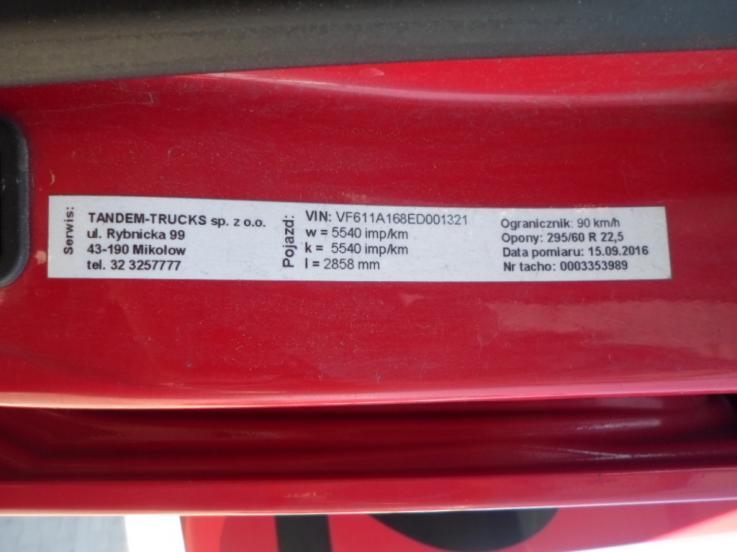 Serwis:
TANDEM-TRUCKS sp. z o.o.
ul. Rybnicka 99
43-190 Mikolow
tel. 32 3257777
Pojazd:
VIN: VF611A168ED001321
w = 5540 imp/km
k = 5540 imp/km
l = 2858 mm
Ogranicznik: 90 km/h
Opony: 295/60 R 22,5
Data pomiaru: 15.09.2016
Nr tacho: 0003353989